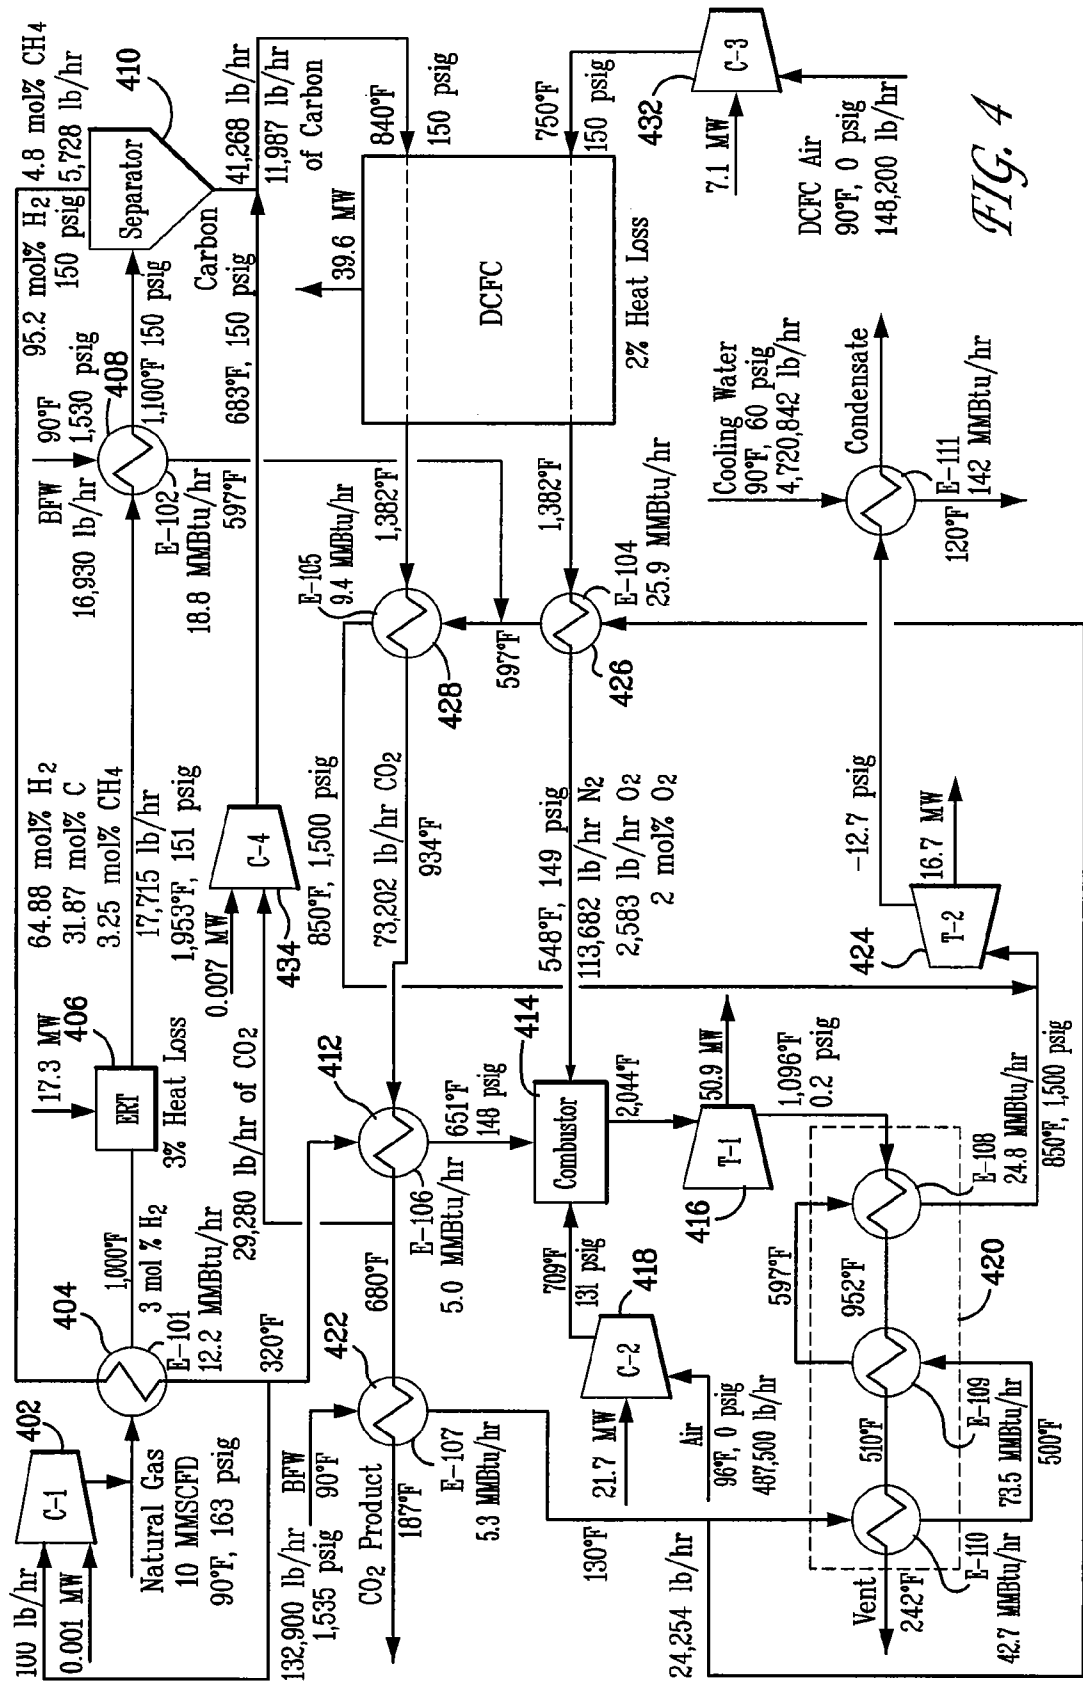 100 lb/hr
0.001 MW
C-1
402
Natural Gas
10 MMSCFD
90°F, 163 psig
404
1,000°F
3 mol % H2
E-101
12.2 MMBtu/hr
320°F
17.3 MW
406
ERT
3% Heat Loss
64.88 mol% H2
31.87 mol% C
3.25 mol% CH4
17,715 lb/hr
1,953°F, 151 psig
BFW
90°F
16,930 lb/hr
1,530 psig
408
1,100°F 150 psig
E-102
18.8 MMBtu/hr
597°F
95.2 mol% H2 4.8 mol% CH4
150 psig 5,728 lb/hr
Separator
410
Carbon
41,268 lb/hr
11,987 lb/hr
of Carbon
683°F, 150 psig
29,280 lb/hr of CO2
0.007 MW
C-4
434
840°F
150 psig
39.6 MW
DCFC
2% Heat Loss
750°F
150 psig
C-3
432
7.1 MW
DCFC Air
90°F, 0 psig
148,200 lb/hr
1,382°F
E-105
9.4 MMBtu/hr
428
597°F
1,382°F
E-104
25.9 MMBtu/hr
426
850°F, 1,500 psig
73,202 lb/hr CO2
934°F
548°F, 149 psig
113,682 lb/hr N2
2,583 lb/hr O2
2 mol% O2
412
E-106
5.0 MMBtu/hr
651°F
148 psig
680°F
422
BFW
90°F
132,900 lb/hr
1,535 psig
CO2 Product
187°F
E-107
5.3 MMBtu/hr
130°F
24,254 lb/hr
414
Combustor
2,044°F
709°F
131 psig
418
C-2
21.7 MW
Air
96°F, 0 psig
487,500 lb/hr
50.9 MW
T-1
416
1,096°F
0.2 psig
E-108
24.8 MMBtu/hr
850°F, 1,500 psig
597°F
952°F
420
E-109
73.5 MMBtu/hr
500°F
510°F
E-110
42.7 MMBtu/hr
Vent
242°F
424
T-2
16.7 MW
-12.7 psig
Cooling Water
90°F, 60 psig
4,720,842 lb/hr
Condensate
E-111
142 MMBtu/hr
120°F
FIG. 4